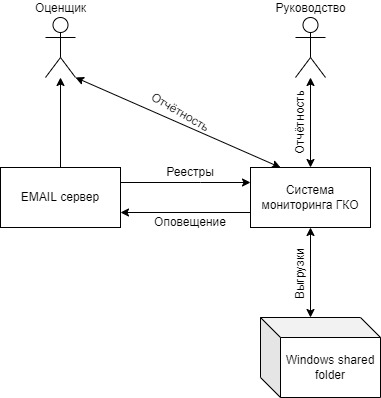 Оценщик
Руководство
Отчётность
Отчётность
EMAIL сервер
Реестры
Оповещение
Система
мониторинга ГКО
Выгрузки
Windows shared
folder